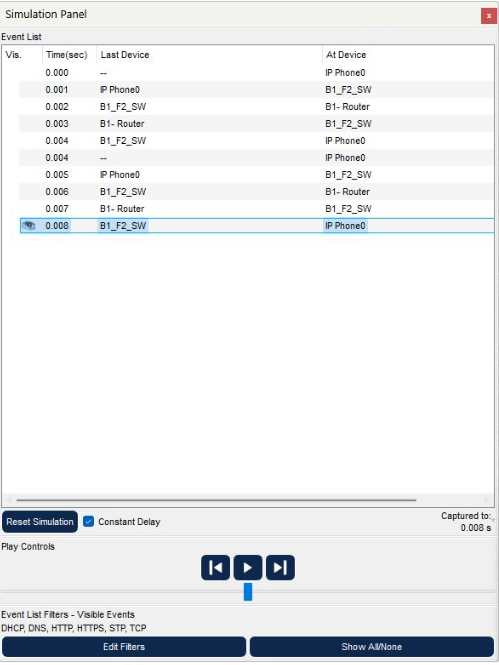 Simulation Panel
x
Event List
Vis. Time(sec) Last Device At Device
0.000 -- IP Phone0
0.001 IP Phone0 B1_F2_SW
0.002 B1_F2_SW B1- Router
0.003 B1- Router B1_F2_SW
0.004 B1_F2_SW IP Phone0
0.004 -- IP Phone0
0.005 IP Phone0 B1_F2_SW
0.006 B1_F2_SW B1- Router
0.007 B1- Router B1_F2_SW
0.008 B1_F2_SW IP Phone0
Reset Simulation Constant Delay Captured to:
0.008 s
Play Controls
Event List Filters - Visible Events
DHCP, DNS, HTTP, HTTPS, STP, TCP
Edit Filters Show All/None